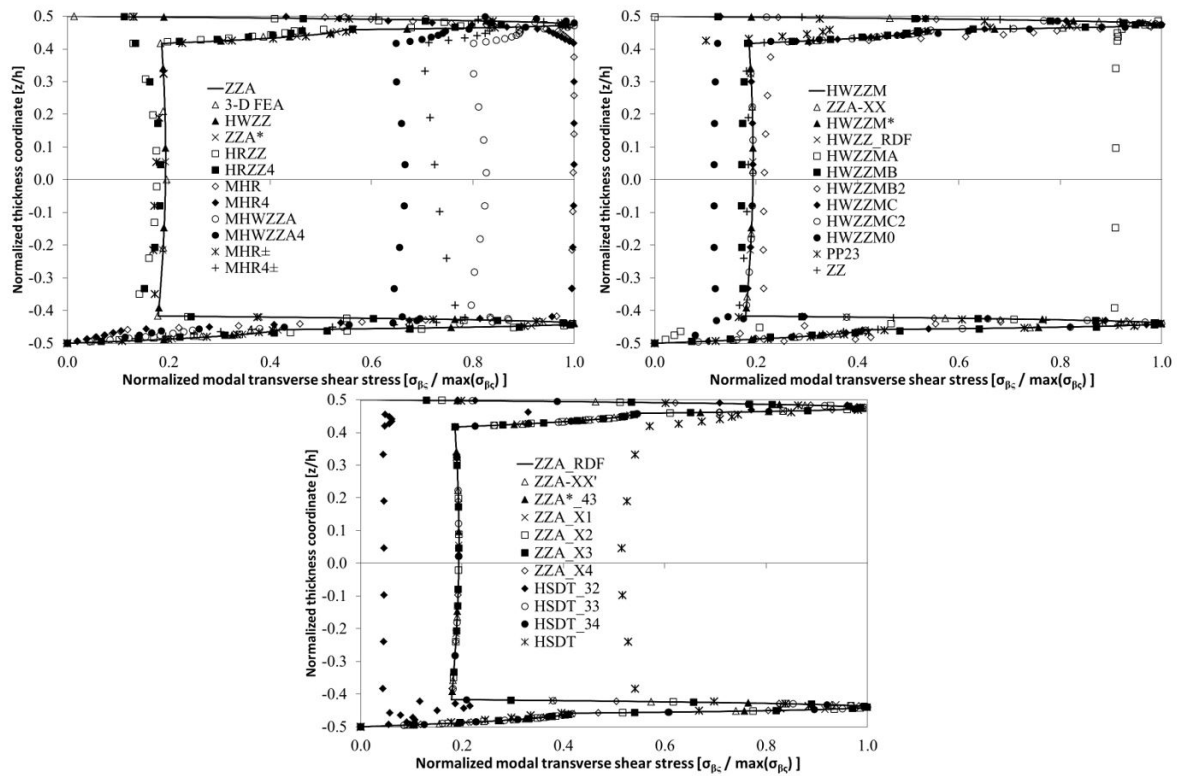 Normalized thickness coordinate [z/h]
0.5
0.4
0.3
0.2
0.1
0.0
-0.1
-0.2
-0.3
-0.4
-0.5
ZZA
3-D FEA
HWZZ
ZZA*
HRZZ
HRZZ4
MHR
MHR4
MHWZZA
MHWZZA4
MHR±
MHR4±
0.0 0.2 0.4 0.6 0.8 1.0
Normalized modal transverse shear stress [σβς / max(σβς) ]
Normalized thickness coordinate [z/h]
0.5
0.4
0.3
0.2
0.1
0.0
-0.1
-0.2
-0.3
-0.4
-0.5
HWZZM
ZZA-XX
HWZZM*
HWZZ_RDF
HWZZMA
HWZZMB
HWZZMB2
HWZZMC
HWZZMC2
HWZZM0
PP23
ZZ
0.0 0.2 0.4 0.6 0.8 1.0
Normalized modal transverse shear stress [σβς / max(σβς) ]
Normalized thickness coordinate [z/h]
0.5
0.4
0.3
0.2
0.1
0.0
-0.1
-0.2
-0.3
-0.4
-0.5
ZZA_RDF
ZZA-XX'
ZZA*_43
ZZA_X1
ZZA_X2
ZZA_X3
ZZA_X4
HSDT_32
HSDT_33
HSDT_34
HSDT
0.0 0.2 0.4 0.6 0.8 1.0
Normalized modal transverse shear stress [σβς / max(σβς) ]